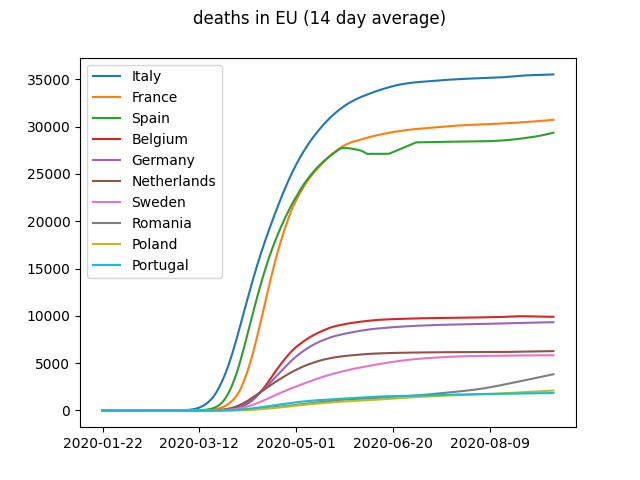 deaths in EU (14 day average)
35000
30000
25000
20000
15000
10000
5000
0
Italy
France
Spain
Belgium
Germany
Netherlands
Sweden
Romania
Poland
Portugal
2020-01-22 2020-03-12 2020-05-01 2020-06-20 2020-08-09